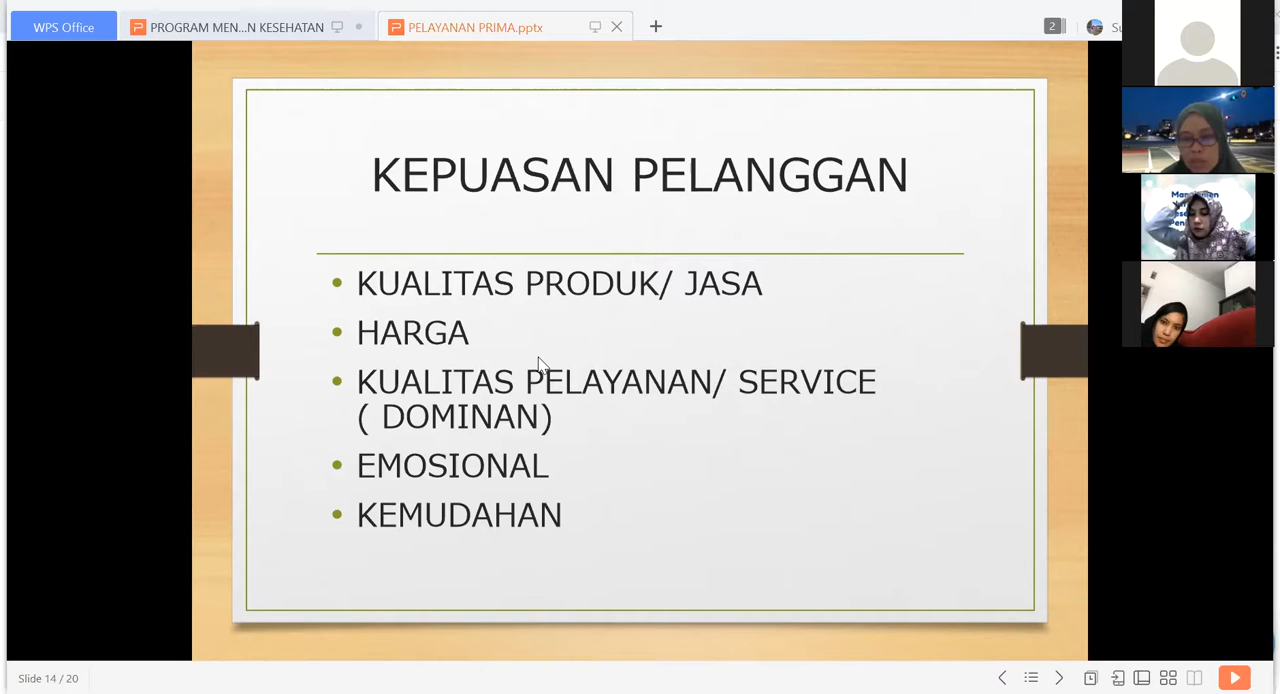 WPS Office
PROGRAM MEN...N KESEHATAN
PELAYANAN PRIMA.pptx
2
KEPUASAN PELANGGAN
• KUALITAS PRODUK/ JASA
• HARGA
• KUALITAS PELAYANAN/ SERVICE
( DOMINAN)
• EMOSIONAL
• KEMUDAHAN
Slide 14 / 20